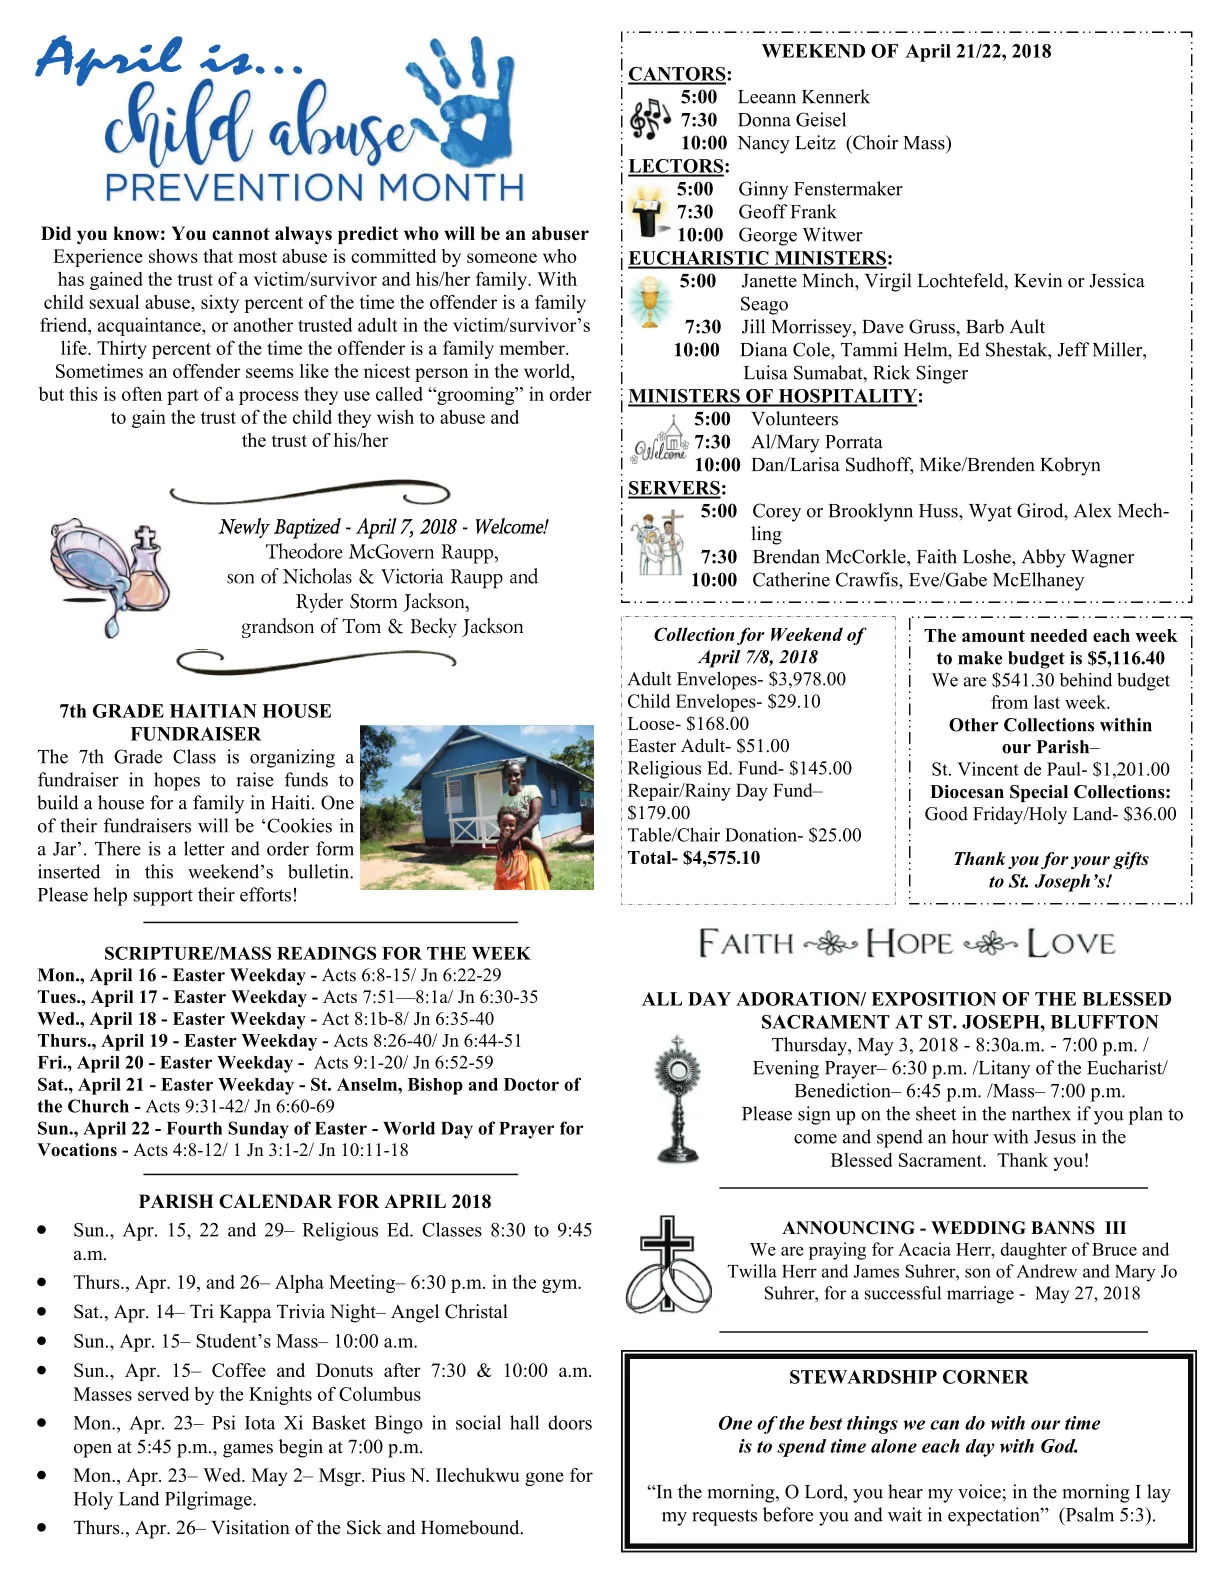 April is...
child abuse
PREVENTION MONTH
Did you know: You cannot always predict who will be an abuser
Experience shows that most abuse is committed by someone who
has gained the trust of a victim/survivor and his/her family. With
child sexual abuse, sixty percent of the time the offender is a family
friend, acquaintance, or another trusted adult in the victim/survivor’s
life. Thirty percent of the time the offender is a family member.
Sometimes an offender seems like the nicest person in the world,
but this is often part of a process they use called “grooming” in order
to gain the trust of the child they wish to abuse and
the trust of his/her
Newly Baptized - April 7, 2018 - Welcome!
Theodore McGovern Raupp,
son of Nicholas & Victoria Raupp and
Ryder Storm Jackson,
grandson of Tom & Becky Jackson
7th GRADE HAITIAN HOUSE
FUNDRAISER
The 7th Grade Class is organizing a
fundraiser in hopes to raise funds to
build a house for a family in Haiti. One
of their fundraisers will be ‘Cookies in
a Jar’. There is a letter and order form
inserted in this weekend’s bulletin.
Please help support their efforts!
SCRIPTURE/MASS READINGS FOR THE WEEK
Mon., April 16 - Easter Weekday - Acts 6:8-15/ Jn 6:22-29
Tues., April 17 - Easter Weekday - Acts 7:51—8:1a/ Jn 6:30-35
Wed., April 18 - Easter Weekday - Act 8:1b-8/ Jn 6:35-40
Thurs., April 19 - Easter Weekday - Acts 8:26-40/ Jn 6:44-51
Fri., April 20 - Easter Weekday - Acts 9:1-20/ Jn 6:52-59
Sat., April 21 - Easter Weekday - St. Anselm, Bishop and Doctor of
the Church - Acts 9:31-42/ Jn 6:60-69
Sun., April 22 - Fourth Sunday of Easter - World Day of Prayer for
Vocations - Acts 4:8-12/ 1 Jn 3:1-2/ Jn 10:11-18
PARISH CALENDAR FOR APRIL 2018
• Sun., Apr. 15, 22 and 29– Religious Ed. Classes 8:30 to 9:45
a.m.
• Thurs., Apr. 19, and 26– Alpha Meeting– 6:30 p.m. in the gym.
• Sat., Apr. 14– Tri Kappa Trivia Night– Angel Christal
• Sun., Apr. 15– Student’s Mass– 10:00 a.m.
• Sun., Apr. 15– Coffee and Donuts after 7:30 & 10:00 a.m.
Masses served by the Knights of Columbus
• Mon., Apr. 23– Psi Iota Xi Basket Bingo in social hall doors
open at 5:45 p.m., games begin at 7:00 p.m.
• Mon., Apr. 23– Wed. May 2– Msgr. Pius N. Ilechukwu gone for
Holy Land Pilgrimage.
• Thurs., Apr. 26– Visitation of the Sick and Homebound.
WEEKEND OF April 21/22, 2018
CANTORS:
5:00 Leeann Kennerk
7:30 Donna Geisel
10:00 Nancy Leitz (Choir Mass)
LECTORS:
5:00 Ginny Fenstermaker
7:30 Geoff Frank
10:00 George Witwer
EUCHARISTIC MINISTERS:
5:00 Janette Minch, Virgil Lochtefeld, Kevin or Jessica
Seago
7:30 Jill Morrissey, Dave Gruss, Barb Ault
10:00 Diana Cole, Tammi Helm, Ed Shestak, Jeff Miller,
Luisa Sumabat, Rick Singer
MINISTERS OF HOSPITALITY:
5:00 Volunteers
Welcome
7:30 Al/Mary Porrata
10:00 Dan/Larisa Sudhoff, Mike/Brenden Kobryn
SERVERS:
5:00 Corey or Brooklynn Huss, Wyat Girod, Alex Mech-
ling
7:30 Brendan McCorkle, Faith Loshe, Abby Wagner
10:00 Catherine Crawfis, Eve/Gabe McElhaney
Collection for Weekend of
April 7/8, 2018
Adult Envelopes- $3,978.00
Child Envelopes- $29.10
Loose- $168.00
Easter Adult- $51.00
Religious Ed. Fund- $145.00
Repair/Rainy Day Fund–
$179.00
Table/Chair Donation- $25.00
Total- $4,575.10
The amount needed each week
to make budget is $5,116.40
We are $541.30 behind budget
from last week.
Other Collections within
our Parish–
St. Vincent de Paul- $1,201.00
Diocesan Special Collections:
Good Friday/Holy Land- $36.00
Thank you for your gifts
to St. Joseph’s!
FAITH HOPE LOVE
ALL DAY ADORATION/ EXPOSITION OF THE BLESSED
SACRAMENT AT ST. JOSEPH, BLUFFTON
Thursday, May 3, 2018 - 8:30a.m. - 7:00 p.m. /
Evening Prayer– 6:30 p.m. /Litany of the Eucharist/
Benediction– 6:45 p.m. /Mass– 7:00 p.m.
Please sign up on the sheet in the narthex if you plan to
come and spend an hour with Jesus in the
Blessed Sacrament. Thank you!
ANNOUNCING - WEDDING BANNS III
We are praying for Acacia Herr, daughter of Bruce and
Twilla Herr and James Suhrer, son of Andrew and Mary Jo
Suhrer, for a successful marriage - May 27, 2018
STEWARDSHIP CORNER
One of the best things we can do with our time
is to spend time alone each day with God.
“In the morning, O Lord, you hear my voice; in the morning I lay
my requests before you and wait in expectation” (Psalm 5:3).